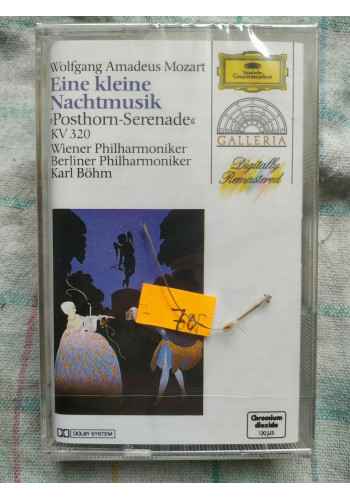 Wolfgang Amadeus Mozart
Eine kleine
Nachtmusik
»Posthorn-Serenade«
KV 320
Wiener Philharmoniker
Berliner Philharmoniker
Karl Böhm
Deutsche
Grammophon
GALLERIA
Digitally
Remastered
DOLBY SYSTEM
Chromium
dioxide
120 µS